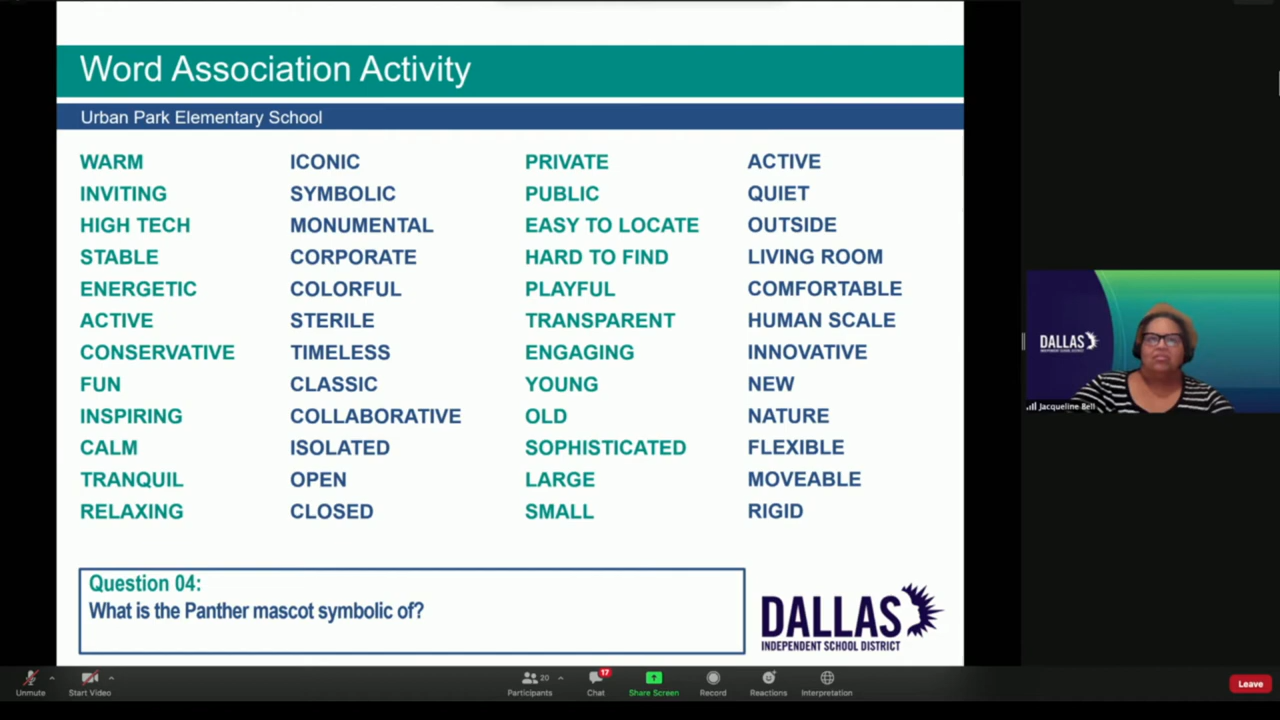 Word Association Activity
Urban Park Elementary School
WARM
INVITING
HIGH TECH
STABLE
ENERGETIC
ACTIVE
CONSERVATIVE
FUN
INSPIRING
CALM
TRANQUIL
RELAXING
ICONIC
SYMBOLIC
MONUMENTAL
CORPORATE
COLORFUL
STERILE
TIMELESS
CLASSIC
COLLABORATIVE
ISOLATED
OPEN
CLOSED
PRIVATE
PUBLIC
EASY TO LOCATE
HARD TO FIND
PLAYFUL
TRANSPARENT
ENGAGING
YOUNG
OLD
SOPHISTICATED
LARGE
SMALL
ACTIVE
QUIET
OUTSIDE
LIVING ROOM
COMFORTABLE
HUMAN SCALE
INNOVATIVE
NEW
NATURE
FLEXIBLE
MOVEABLE
RIGID
Question 04:
What is the Panther mascot symbolic of?
DALLAS
INDEPENDENT SCHOOL DISTRICT
DALLAS
INDEPENDENT SCHOOL DISTRICT
Jacqueline Bell
Unmute
Start Video
20
Participants
17
Chat
Share Screen
Record
Reactions
Interpretation
Leave